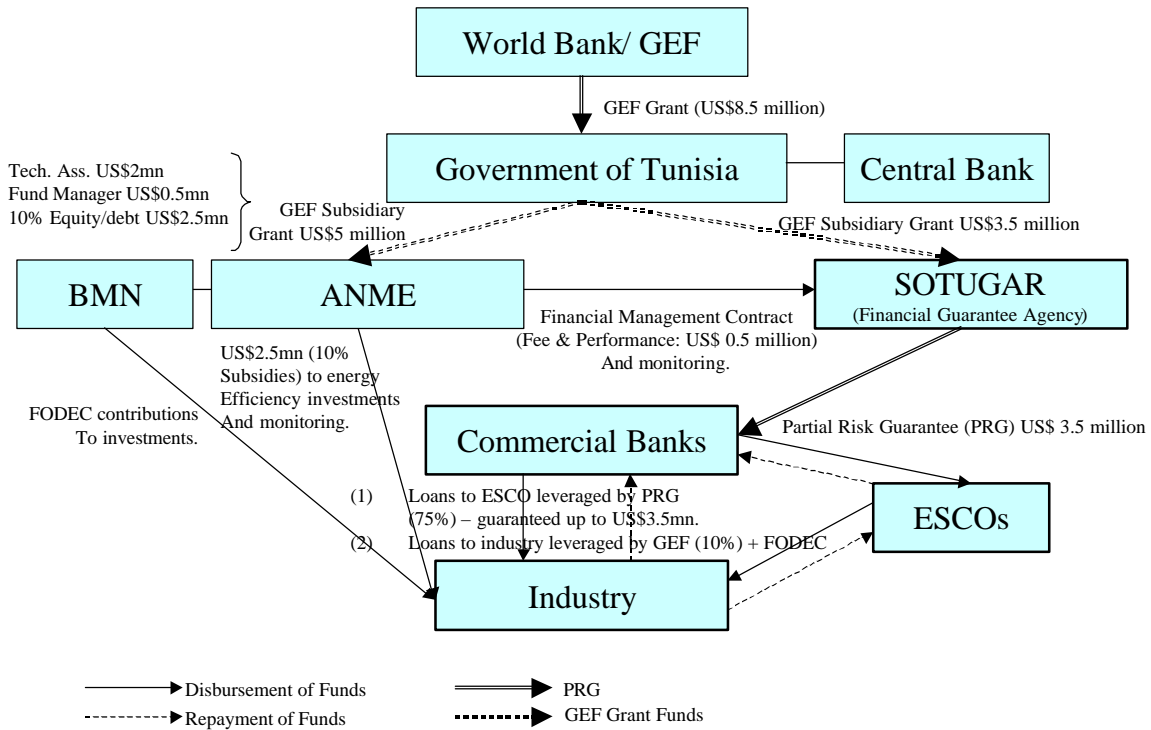 World Bank/ GEF
GEF Grant (US$8.5 million)
Government of Tunisia
Central Bank
Tech. Ass. US$2mn
Fund Manager US$0.5mn
10% Equity/debt US$2.5mn
GEF Subsidiary
Grant US$5 million
GEF Subsidiary Grant US$3.5 million
BMN
ANME
SOTUGAR
(Financial Guarantee Agency)
Financial Management Contract
(Fee & Performance: US$ 0.5 million)
And monitoring.
US$2.5mn (10%
Subsidies) to energy
Efficiency investments
And monitoring.
FODEC contributions
To investments.
Commercial Banks
Partial Risk Guarantee (PRG) US$ 3.5 million
(1) Loans to ESCO leveraged by PRG
(75%) – guaranteed up to US$3.5mn.
(2) Loans to industry leveraged by GEF (10%) + FODEC
ESCOs
Industry
Disbursement of Funds
PRG
Repayment of Funds
GEF Grant Funds